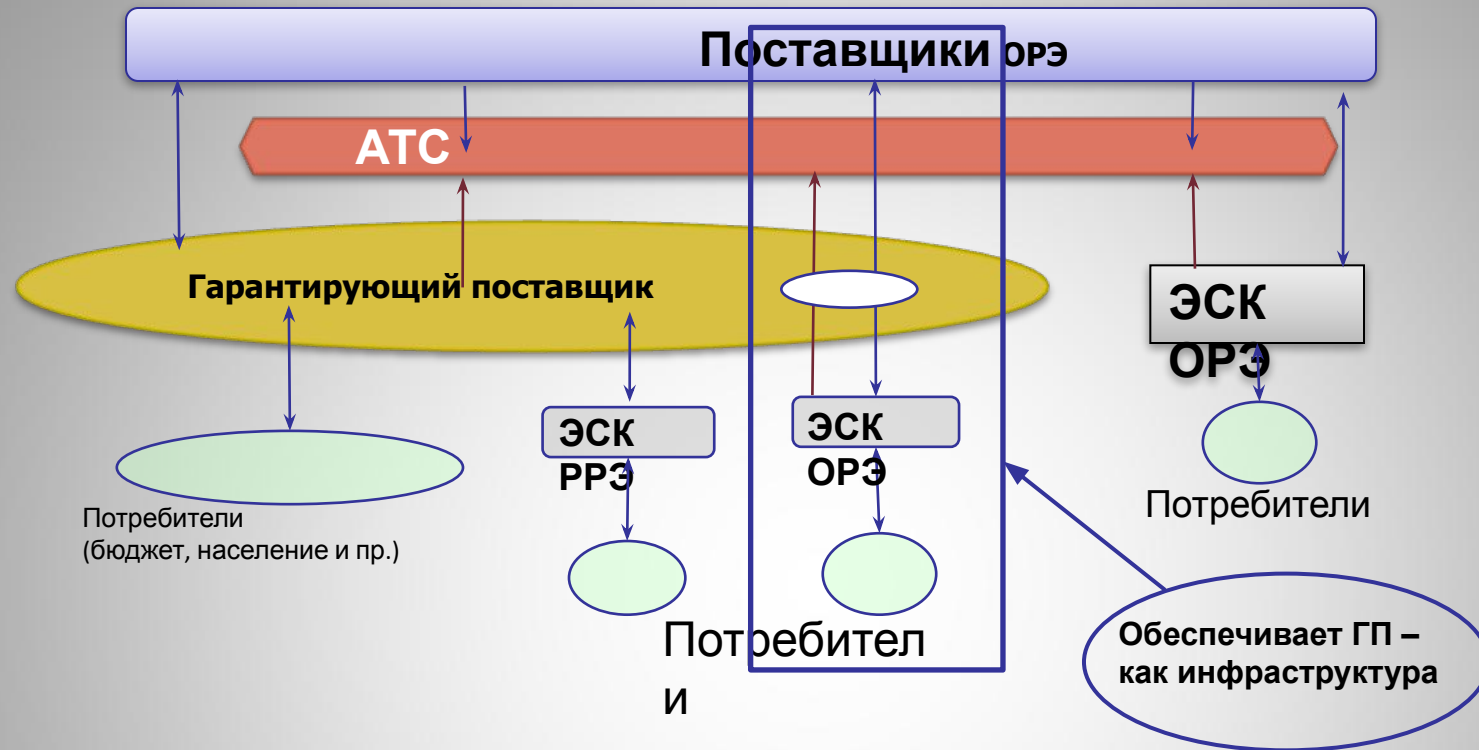 Поставщики ОРЭ
АТС
Гарантирующий поставщик
ЭСК
ОРЭ
ЭСК
РРЭ
ЭСК
ОРЭ
Потребители
(бюджет, население и пр.)
Потребители
Потребител
и
Обеспечивает ГП –
как инфраструктура